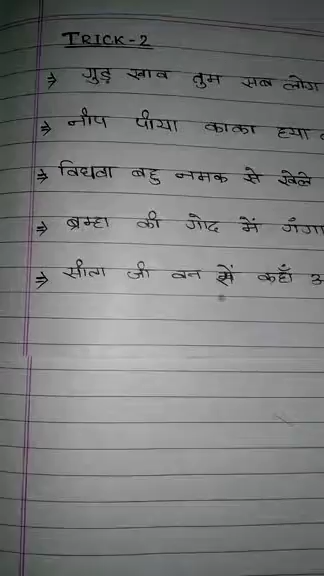 TRICK-2
⇒ गुड़ खाव तुम सब लोग
⇒ नीप पीया काका हया
⇒ विधवा बहु नमक से खेले
⇒ ब्रम्हा की गोद में गंगा
⇒ सीता जी वन में कहाँ